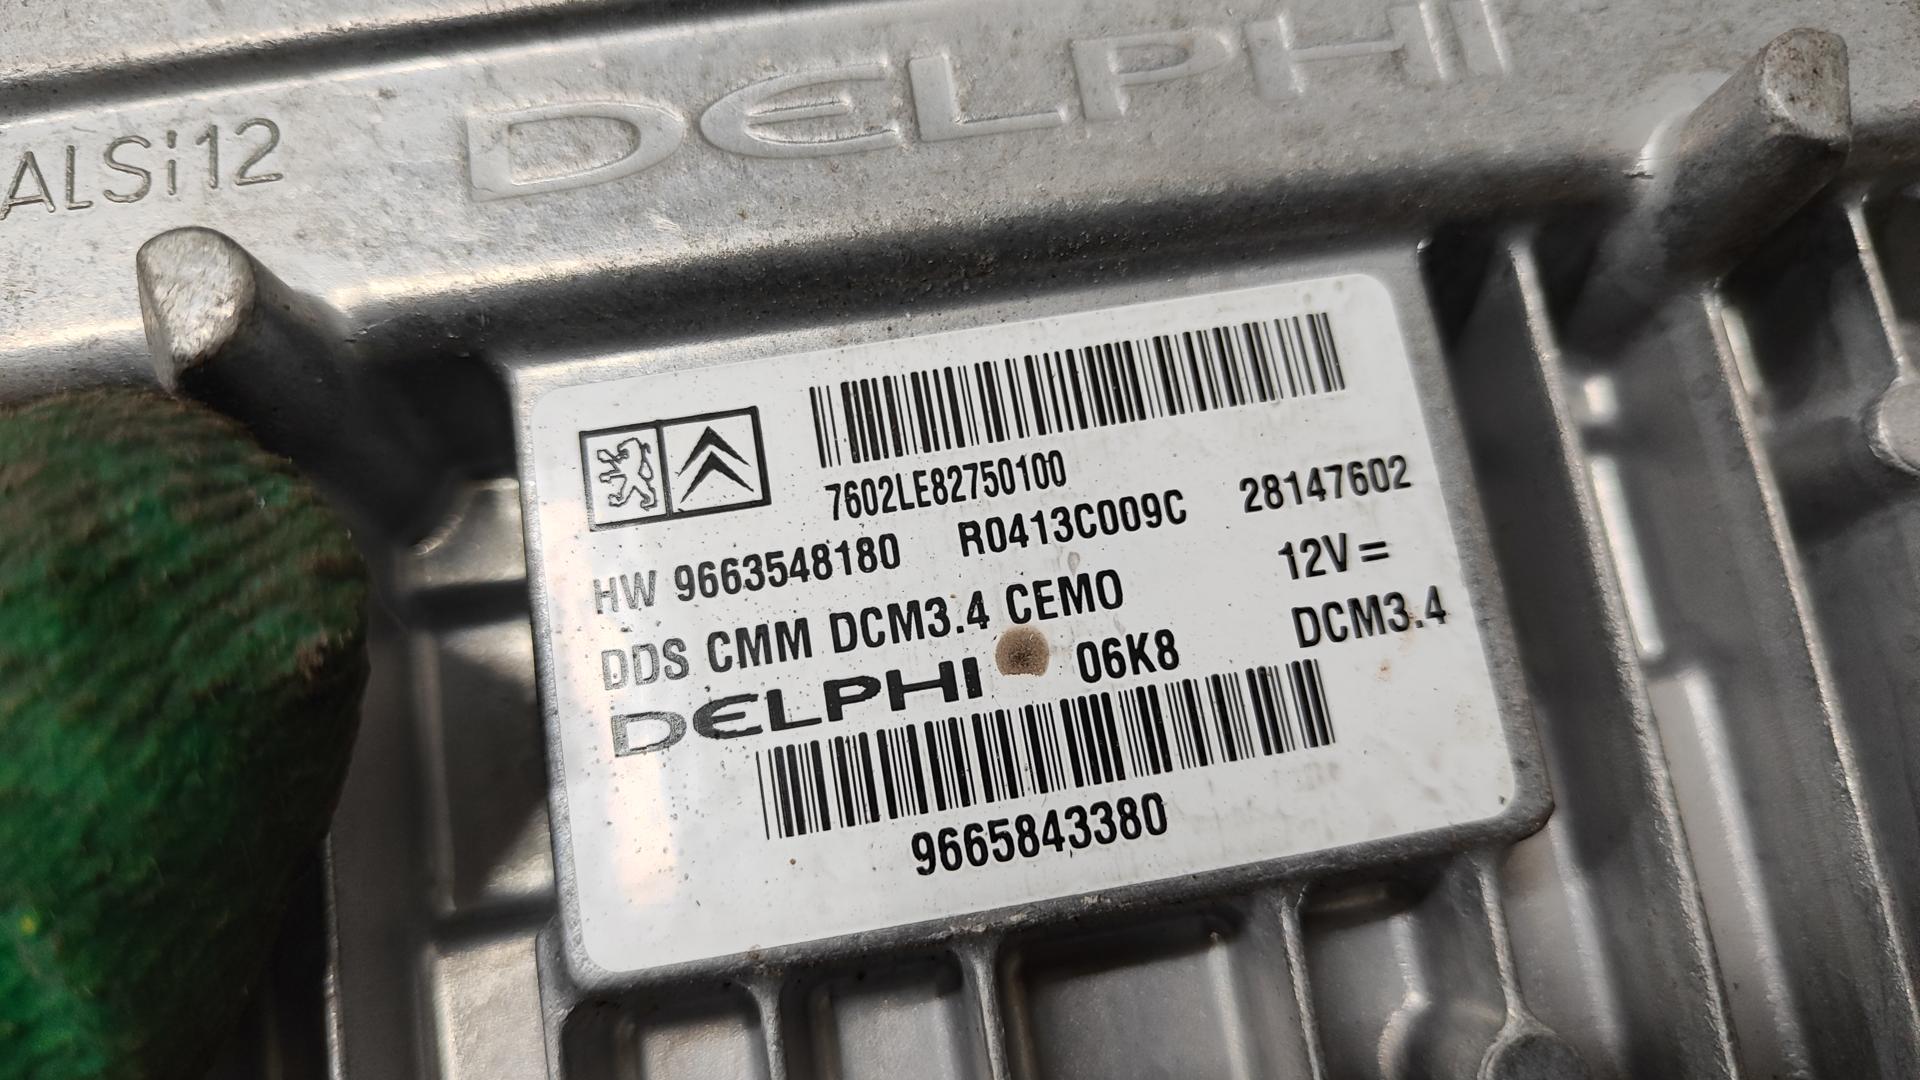 DELPHI
ALSi12
7602LE82750100
HW 9663548180 R0413C009C 28147602
DDS CMM DCM3.4 CEMO 12V=
DELPHI 06K8 DCM3.4
9665843380